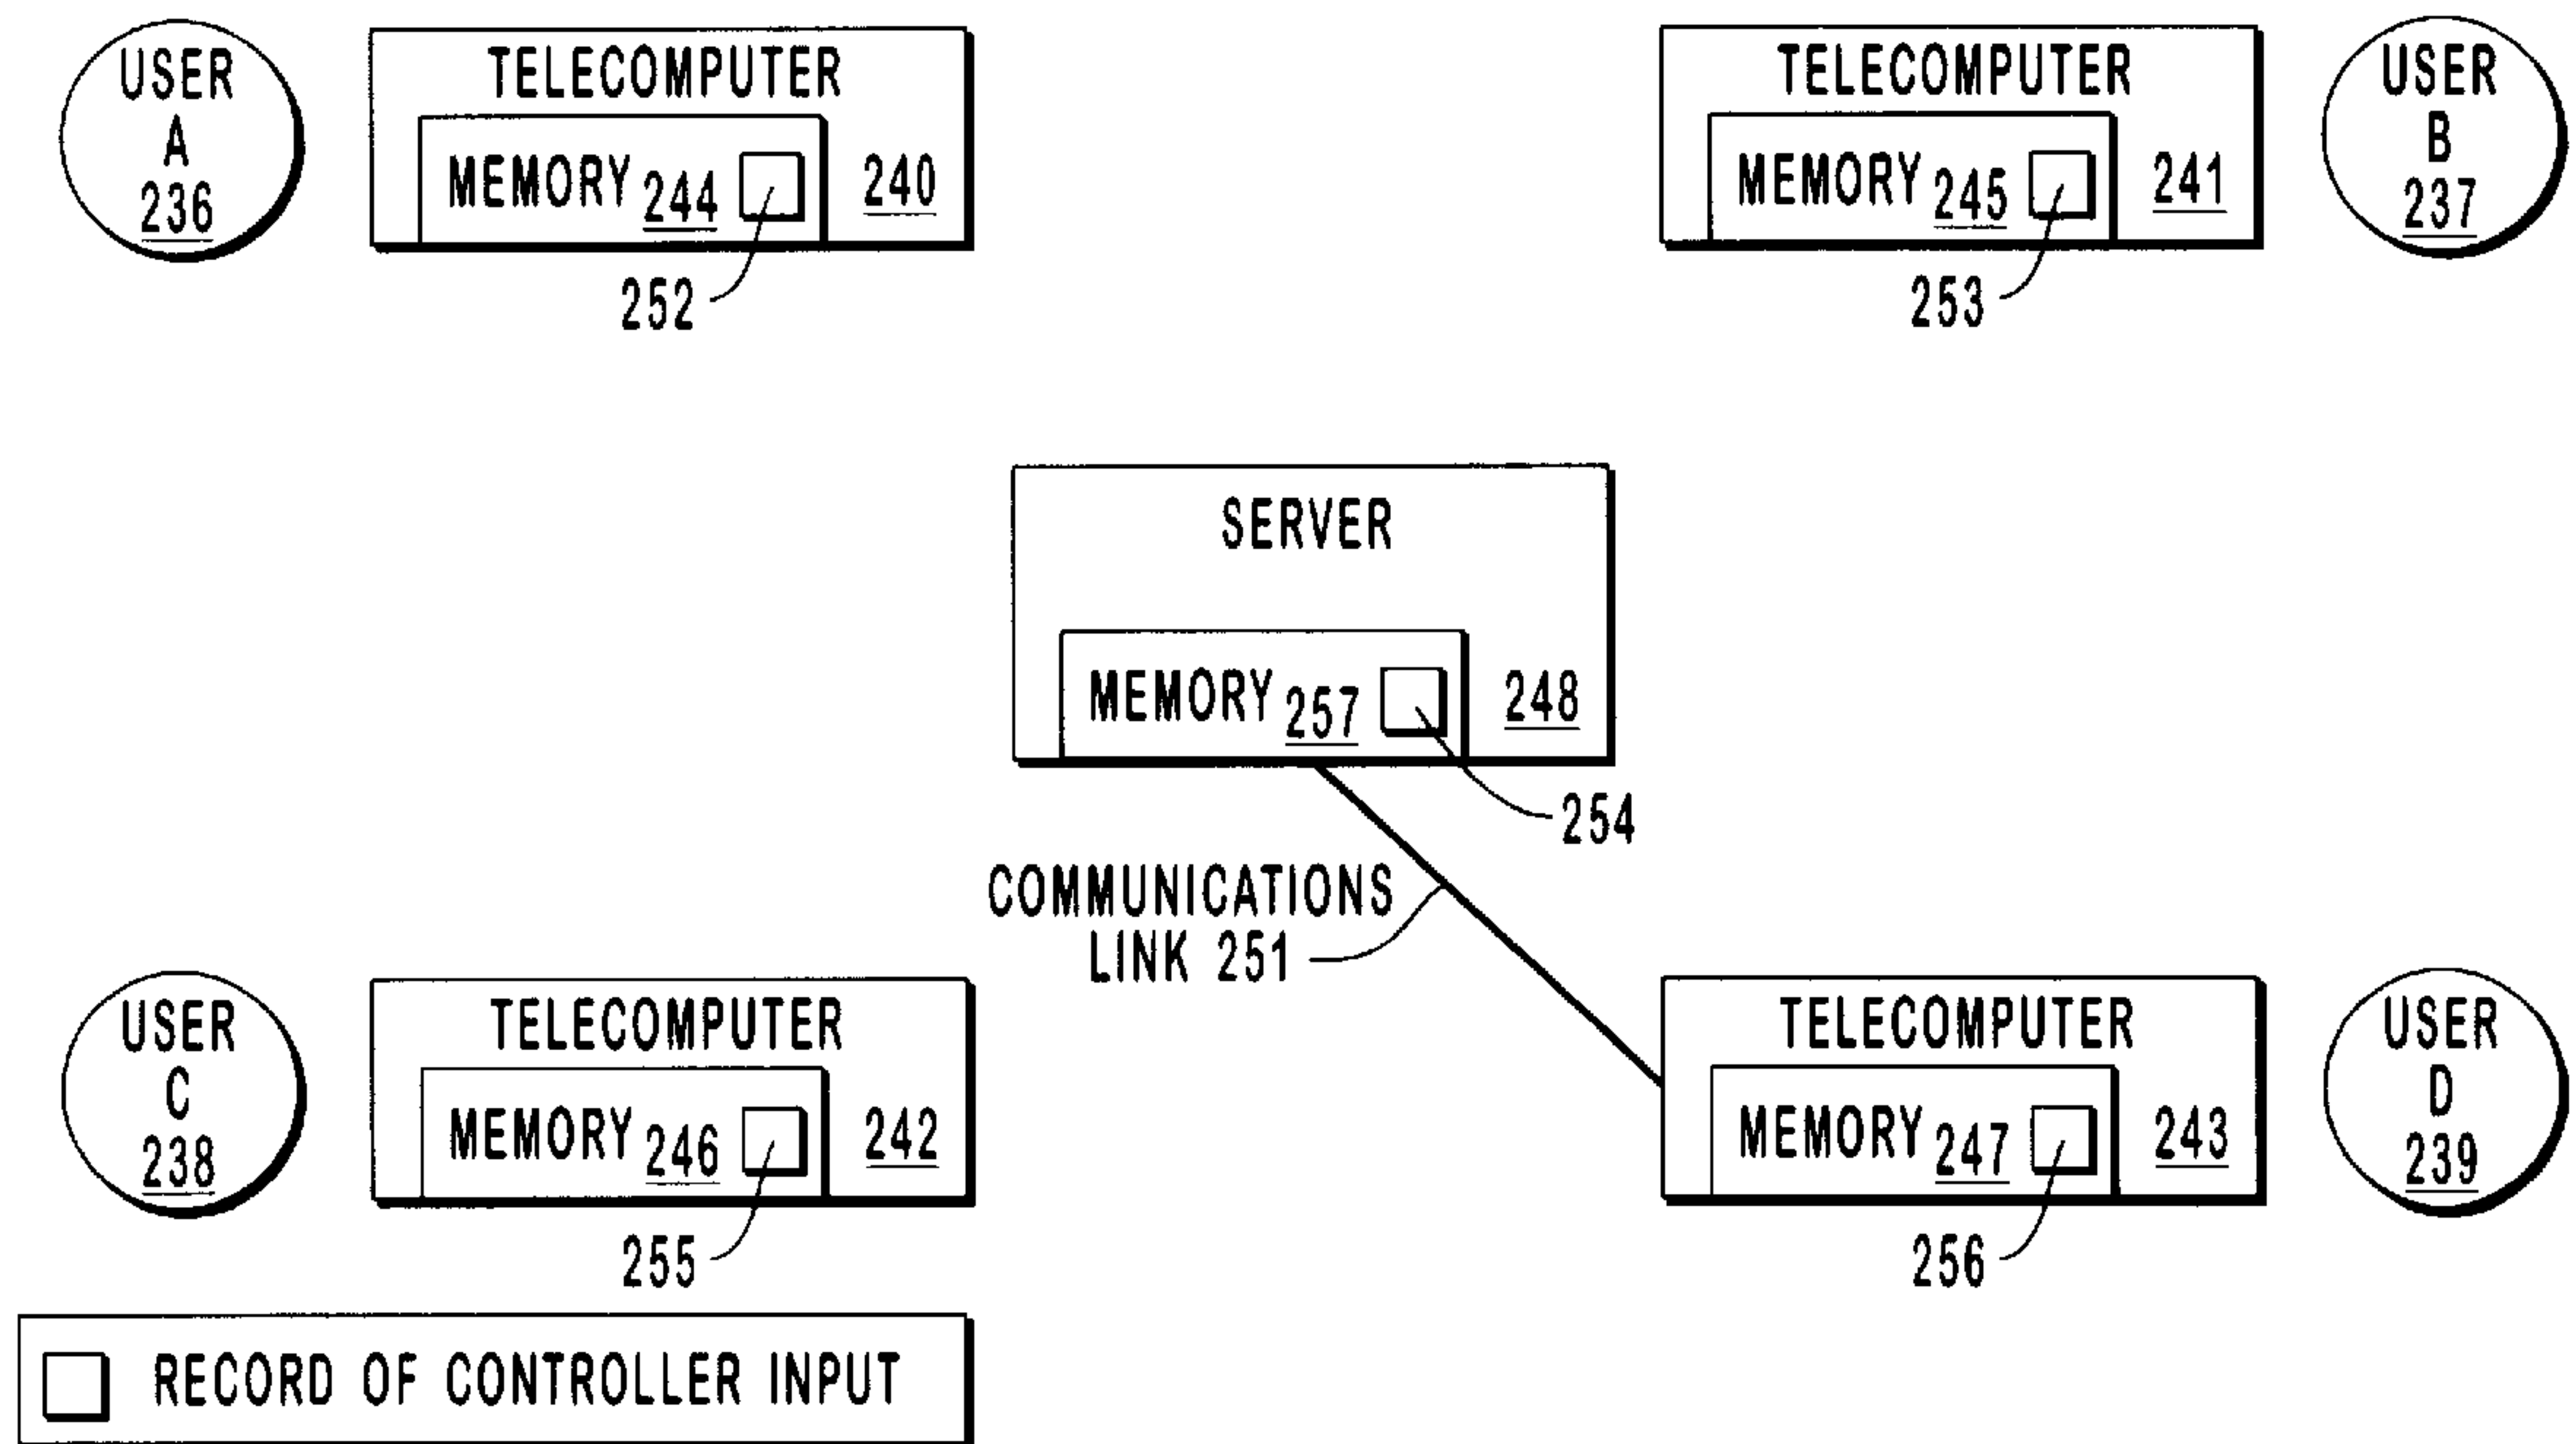 USER
A
236
TELECOMPUTER
MEMORY 244
240
252
TELECOMPUTER
MEMORY 245
241
253
USER
B
237
SERVER
MEMORY 257
248
254
COMMUNICATIONS
LINK 251
USER
C
238
TELECOMPUTER
MEMORY 246
242
255
TELECOMPUTER
MEMORY 247
243
256
USER
D
239
RECORD OF CONTROLLER INPUT